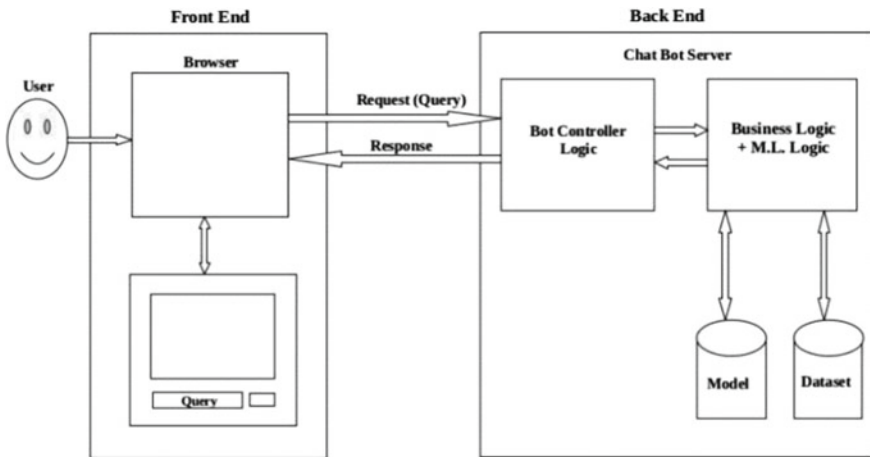 Front End
Back End
User
Browser
Chat Bot Server
Request (Query)
Response
Bot Controller
Logic
Business Logic
+ M.L. Logic
Query
Model
Dataset